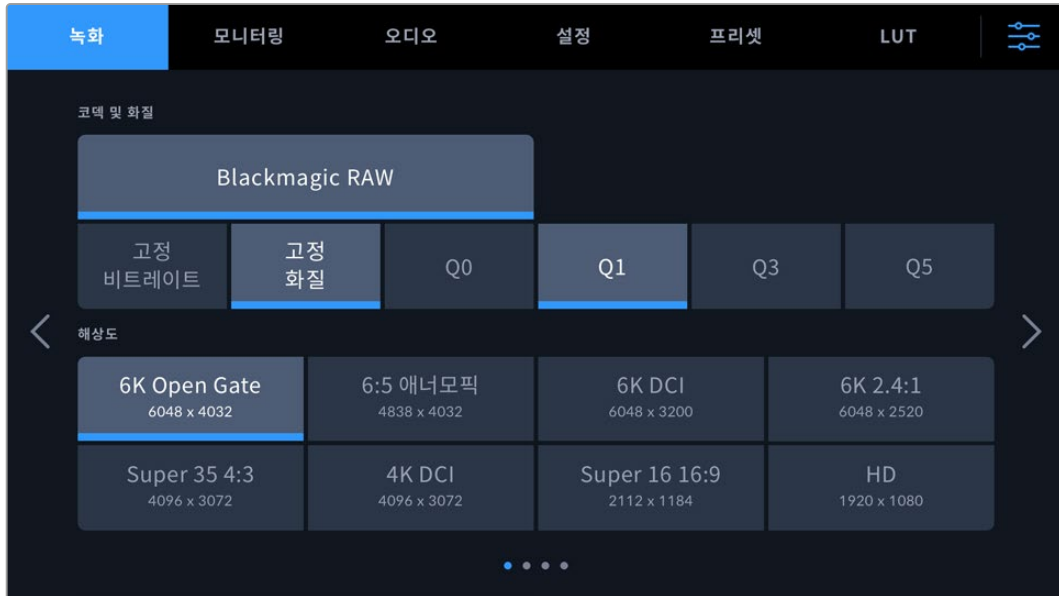 녹화 모니터링 오디오 설정 프리셋 LUT
코덱 및 화질
Blackmagic RAW
고정 비트레이트 고정 화질 Q0 Q1 Q3 Q5
해상도
6K Open Gate 6:5 애너모픽 6K DCI 6K 2.4:1
6048 x 4032 4838 x 4032 6048 x 3200 6048 x 2520
Super 35 4:3 4K DCI Super 16 16:9 HD
4096 x 3072 4096 x 3072 2112 x 1184 1920 x 1080